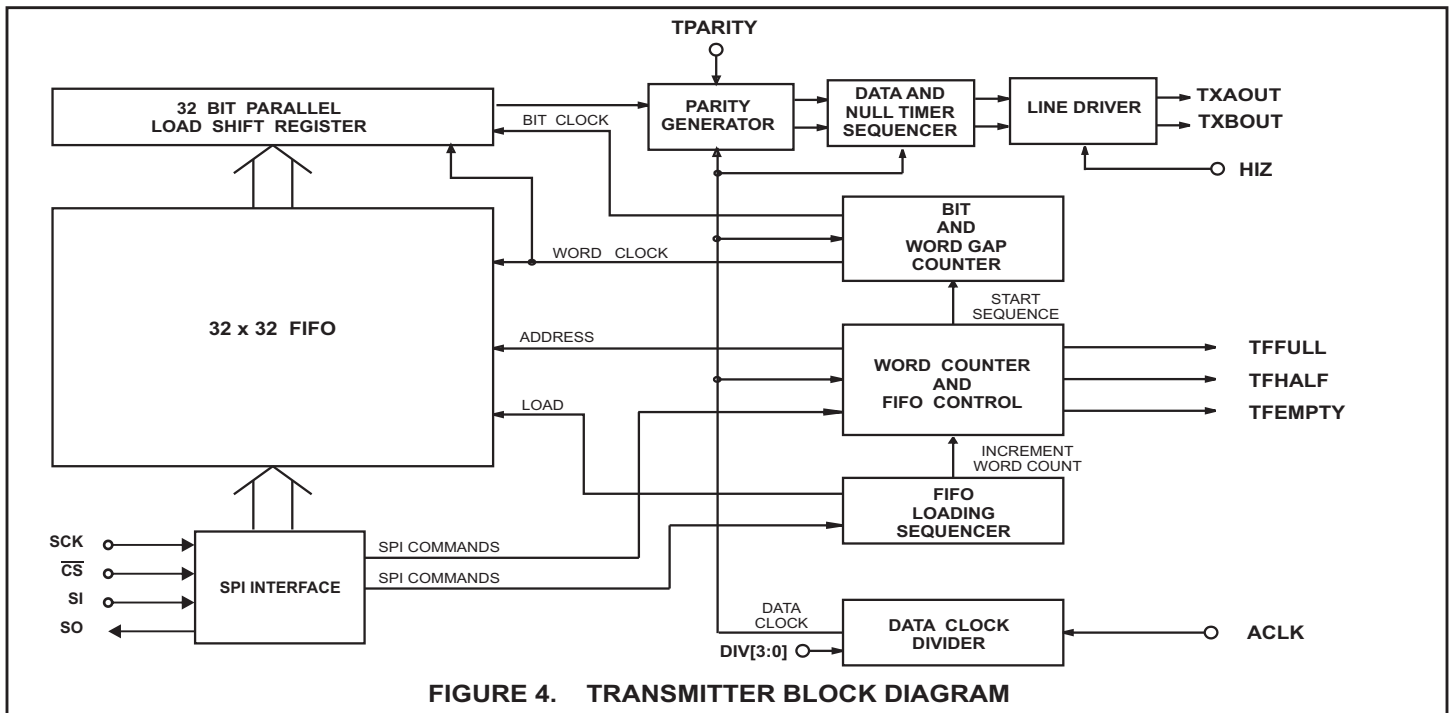 TPARITY
32 BIT PARALLEL
LOAD SHIFT REGISTER
BIT CLOCK
PARITY
GENERATOR
DATA AND
NULL TIMER
SEQUENCER
LINE DRIVER
TXAOUT
TXBOUT
HIZ
BIT
AND
WORD GAP
COUNTER
WORD CLOCK
START
SEQUENCE
32 x 32 FIFO
ADDRESS
WORD COUNTER
AND
FIFO CONTROL
TFFULL
TFHALF
TFEMPTY
LOAD
INCREMENT
WORD COUNT
FIFO
LOADING
SEQUENCER
SCK
CS
SI
SO
SPI INTERFACE
SPI COMMANDS
SPI COMMANDS
DATA
CLOCK
DIV[3:0]
DATA CLOCK
DIVIDER
ACLK
FIGURE 4. TRANSMITTER BLOCK DIAGRAM